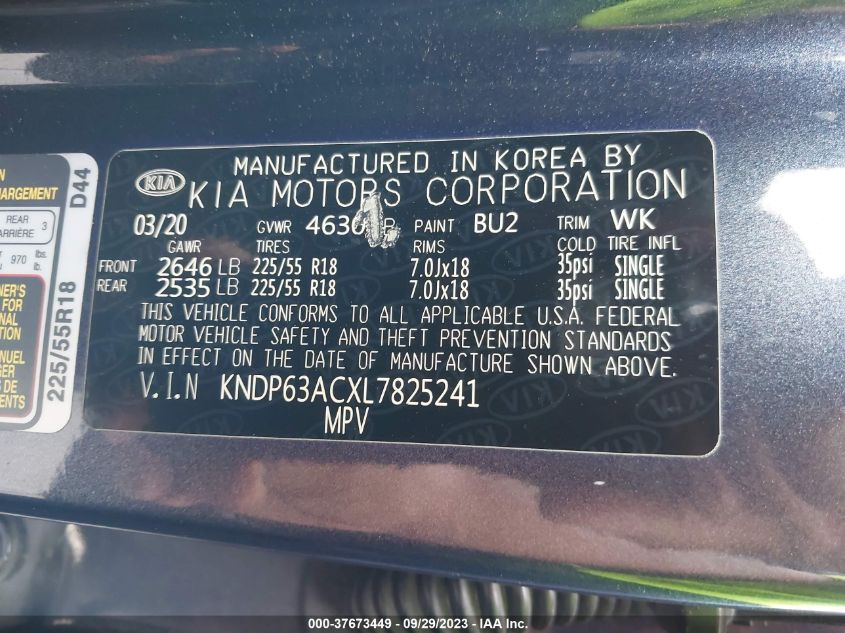 MANUFACTURED IN KOREA BY
KIA KIA MOTORS CORPORATION
03/20 GVWR PAINT BU2 TRIM WK
GAWR TIRES RIMS COLD TIRE INFL
FRONT 2646 LB 225/55 R18 7.0Jx18 35psi SINGLE
REAR 2535 LB 225/55 R18 7.0Jx18 35psi SINGLE
THIS VEHICLE CONFORMS TO ALL APPLICABLE U.S.A. FEDERAL
MOTOR VEHICLE SAFETY AND THEFT PREVENTION STANDARDS
IN EFFECT ON THE DATE OF MANUFACTURE SHOWN ABOVE.
V.I.N KNDP63ACXL7825241
MPV
REAR 3
970 lb.
225/55R18 D44
000-37673449 | 09/29/2023 | IAA Inc.